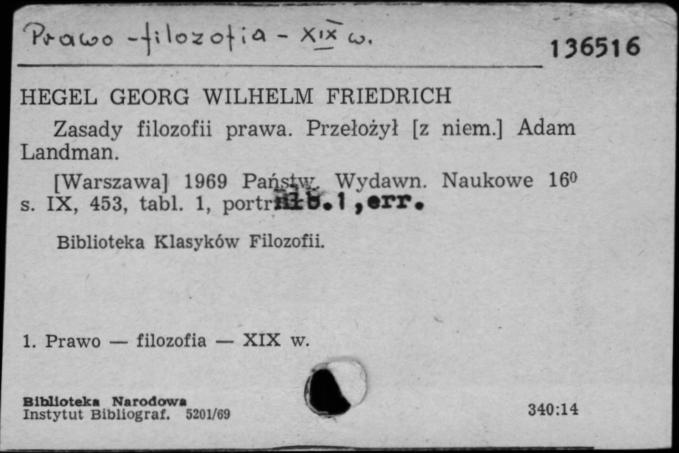 Prawo - filozofia - XIX w.
136516
HEGEL GEORG WILHELM FRIEDRICH
Zasady filozofii prawa. Przełożył [z niem.] Adam
Landman.
[Warszawa] 1969 Państw. Wydawn. Naukowe 16⁰
s. IX, 453, tabl. 1, portr nlb.1,err.
Biblioteka Klasyków Filozofii.
1. Prawo — filozofia — XIX w.
Biblioteka Narodowa
Instytut Bibliograf. 5201/69
340:14